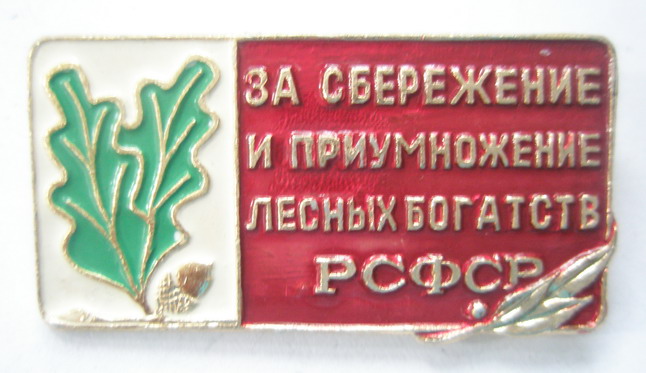 ЗА СБЕРЕЖЕНИЕ
И ПРИУМНОЖЕНИЕ
ЛЕСНЫХ БОГАТСТВ
РСФСР